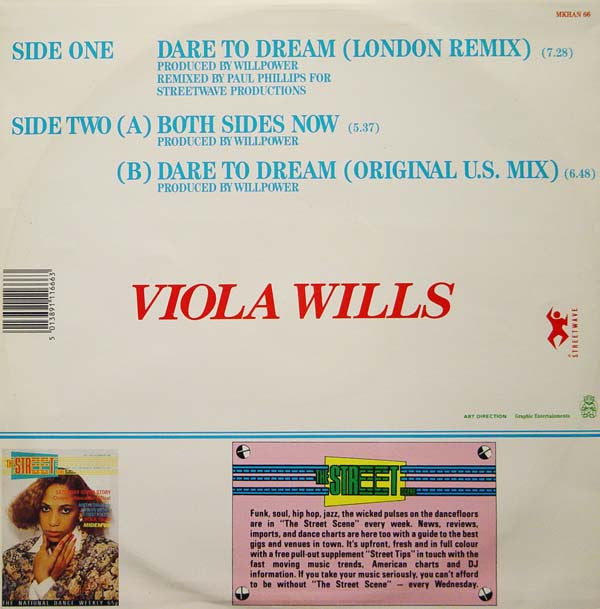 MKHAN 66
SIDE ONE DARE TO DREAM (LONDON REMIX) (7.28)
PRODUCED BY WILLPOWER
REMIXED BY PAUL PHILLIPS FOR
STREETWAVE PRODUCTIONS
SIDE TWO (A) BOTH SIDES NOW (5.37)
PRODUCED BY WILLPOWER
(B) DARE TO DREAM (ORIGINAL U.S. MIX) (6.48)
PRODUCED BY WILLPOWER
5 013891 116663
VIOLA WILLS
STREETWAVE
ART DIRECTION Graphic Entertainments
THE STREET
THE NATIONAL DANCE WEEKLY
THE STREET
Funk, soul, hip hop, jazz, the wicked pulses on the dancefloors
are in "The Street Scene" every week. News, reviews,
imports, and dance charts are here too with a guide to the best
gigs and venues in town. It's upfront, fresh and in full colour
with a free pull-out supplement "Street Tips" in touch with the
fast moving music trends, American charts and DJ
information. If you take your music seriously, you can't afford
to be without "The Street Scene" – every Wednesday.